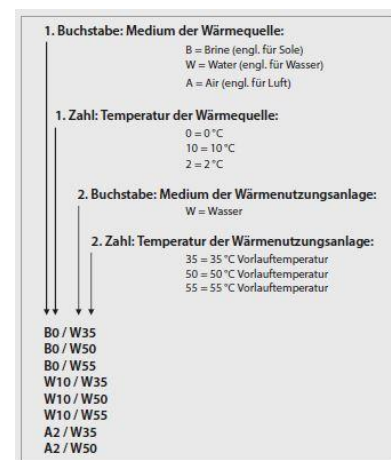 1. Buchstabe: Medium der Wärmequelle:
B = Brine (engl. für Sole)
W = Water (engl. für Wasser)
A = Air (engl. für Luft)
1. Zahl: Temperatur der Wärmequelle:
0 = 0 °C
10 = 10 °C
2 = 2 °C
2. Buchstabe: Medium der Wärmenutzungsanlage:
W = Wasser
2. Zahl: Temperatur der Wärmenutzungsanlage:
35 = 35 °C Vorlauftemperatur
50 = 50 °C Vorlauftemperatur
55 = 55 °C Vorlauftemperatur
B0 / W35
B0 / W50
B0 / W55
W10 / W35
W10 / W50
W10 / W55
A2 / W35
A2 / W50